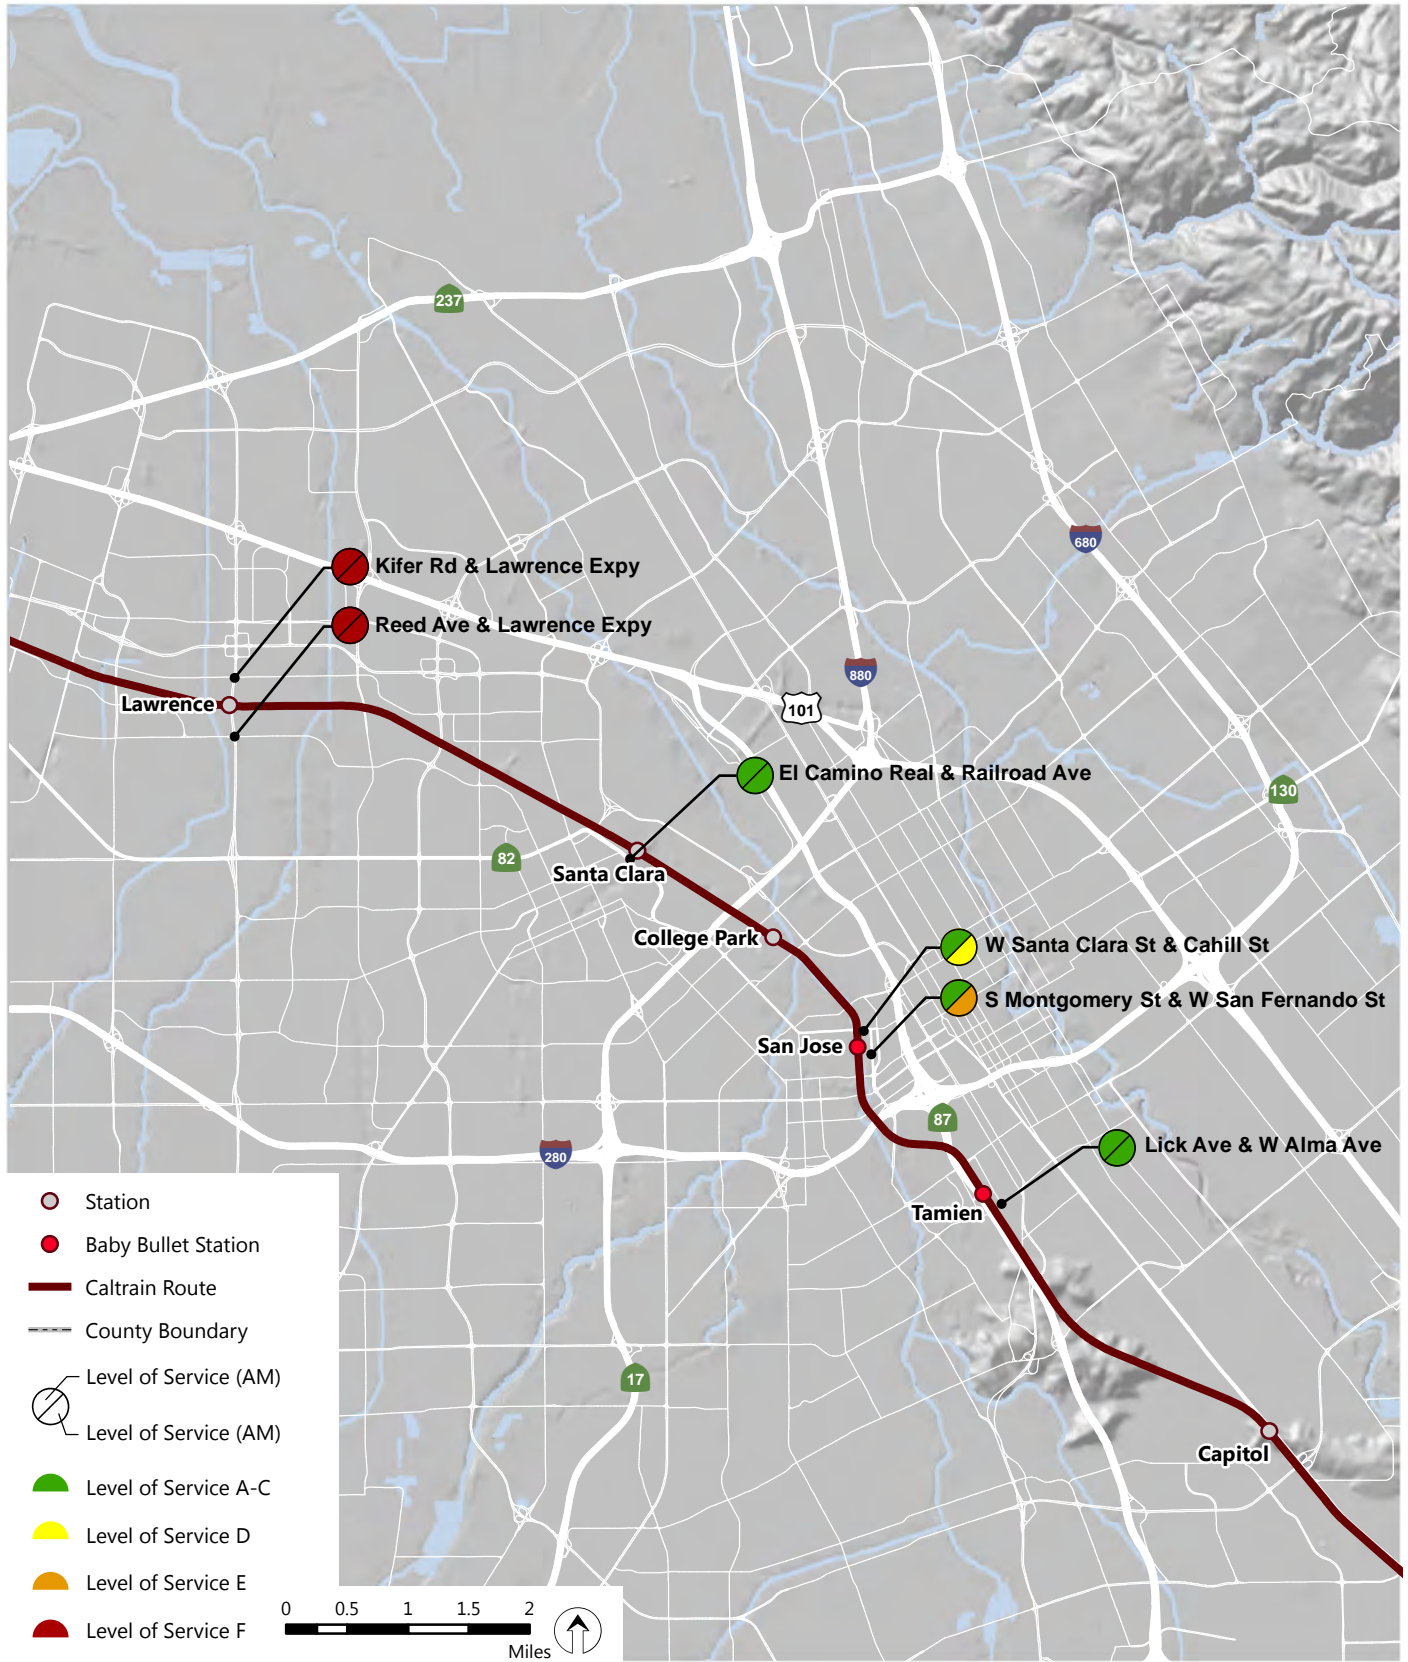 237
680
Kifer Rd & Lawrence Expy
Reed Ave & Lawrence Expy
880
101
Lawrence
El Camino Real & Railroad Ave
130
82
Santa Clara
College Park
W Santa Clara St & Cahill St
S Montgomery St & W San Fernando St
San Jose
87
280
Lick Ave & W Alma Ave
Tamien
17
Capitol
Station
Baby Bullet Station
Caltrain Route
County Boundary
Level of Service (AM)
Level of Service (AM)
Level of Service A-C
Level of Service D
Level of Service E
Level of Service F
0 0.5 1 1.5 2
Miles